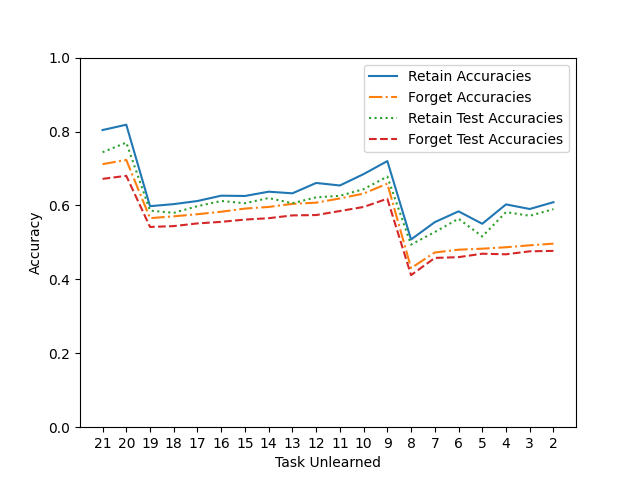 Retain Accuracies
Forget Accuracies
Retain Test Accuracies
Forget Test Accuracies
1.0
0.8
0.6
0.4
0.2
0.0
Accuracy
21 20 19 18 17 16 15 14 13 12 11 10 9 8 7 6 5 4 3 2
Task Unlearned